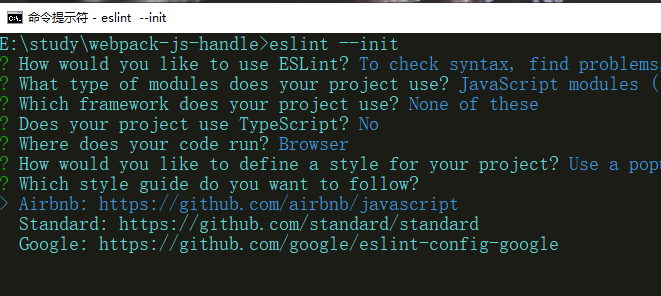 命令提示符 - eslint --init
E:\study\webpack-js-handle>eslint --init
? How would you like to use ESLint? To check syntax, find problems,
? What type of modules does your project use? JavaScript modules (
? Which framework does your project use? None of these
? Does your project use TypeScript? No
? Where does your code run? Browser
? How would you like to define a style for your project? Use a popu
? Which style guide do you want to follow?
> Airbnb: https://github.com/airbnb/javascript
Standard: https://github.com/standard/standard
Google: https://github.com/google/eslint-config-google